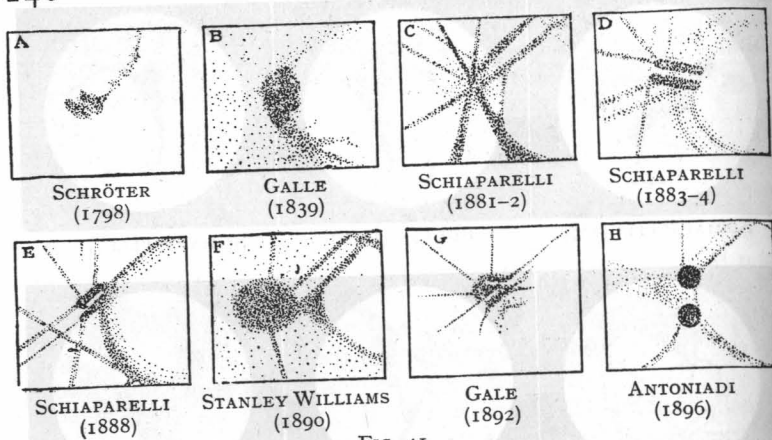 A
B
C
D
SCHRÖTER
(1798)
GALLE
(1839)
SCHIAPARELLI
(1881–2)
SCHIAPARELLI
(1883–4)
E
F
G
H
SCHIAPARELLI
(1888)
STANLEY WILLIAMS
(1890)
GALE
(1892)
ANTONIADI
(1896)